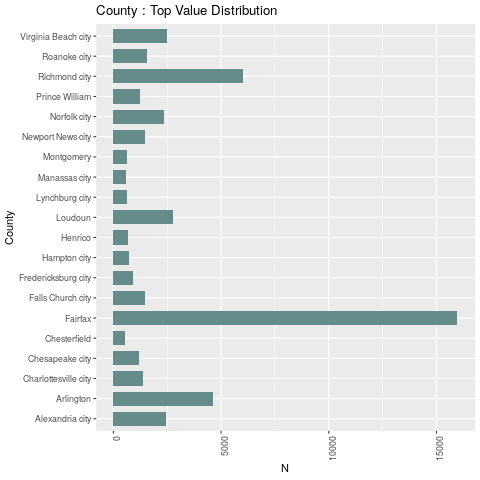 County : Top Value Distribution
Virginia Beach city
Roanoke city
Richmond city
Prince William
Norfolk city
Newport News city
Montgomery
Manassas city
Lynchburg city
Loudoun
Henrico
Hampton city
Fredericksburg city
Falls Church city
Fairfax
Chesterfield
Chesapeake city
Charlottesville city
Arlington
Alexandria city
County
0
5000
10000
15000
N